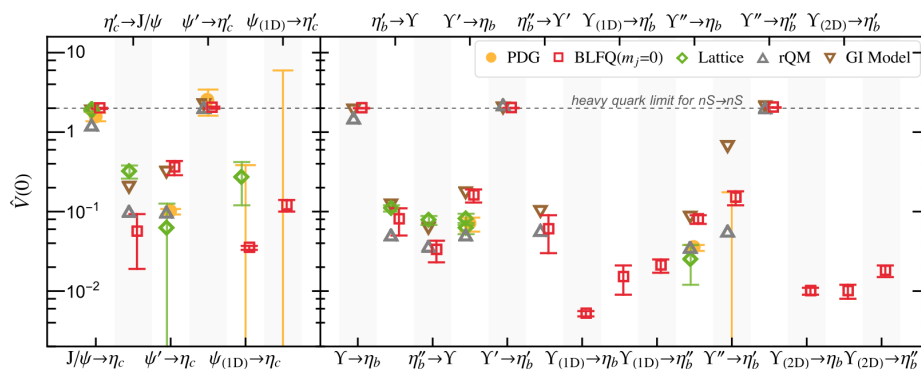 η′c→J/ψ ψ′→η′c ψ(1D)→η′c η′b→Υ Υ′→ηb η″b→Υ′ Υ(1D)→η′b Υ″→ηb Υ″→η″b Υ(2D)→η′b
PDG BLFQ(mj=0) Lattice rQM GI Model
heavy quark limit for nS→nS
10
1
10⁻¹
10⁻²
V̂(0)
J/ψ→ηc ψ′→ηc ψ(1D)→ηc Υ→ηb η″b→Υ Υ′→η′b Υ(1D)→ηb Υ(1D)→η″b Υ″→η′b Υ(2D)→ηb Υ(2D)→η″b